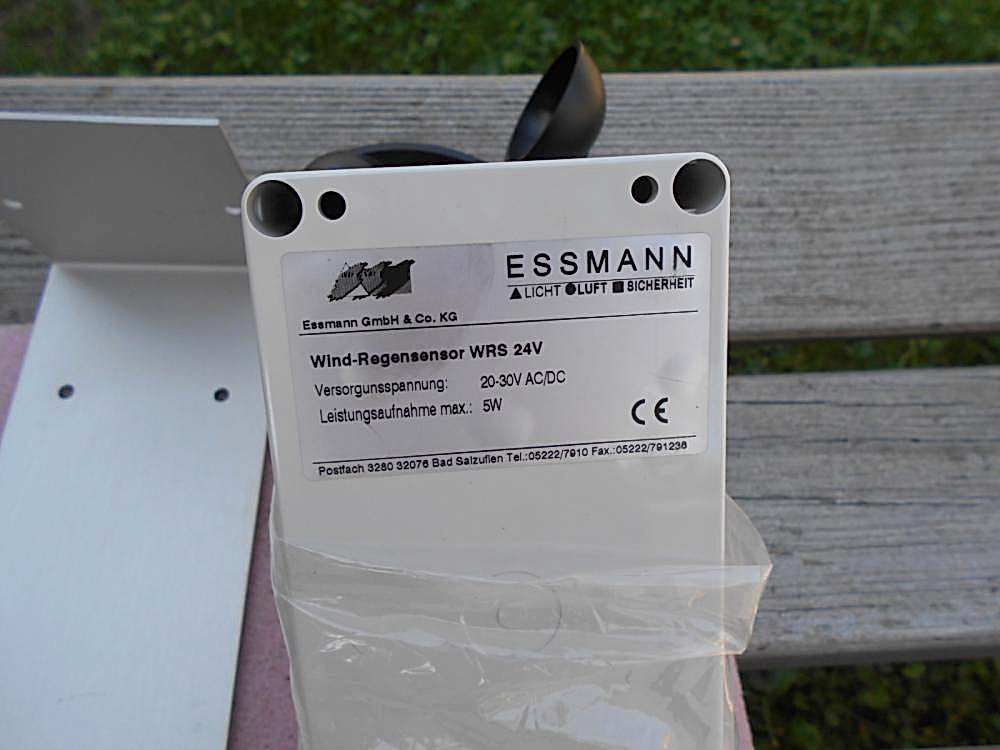 ESSMANN
▲LICHT ●LUFT ■SICHERHEIT
Essmann GmbH & Co. KG
Wind-Regensensor WRS 24V
Versorgunsspannung: 20-30V AC/DC
Leistungsaufnahme max.: 5W
CE
Postfach 3280 32076 Bad Salzuflen Tel.:05222/7910 Fax.:05222/791236